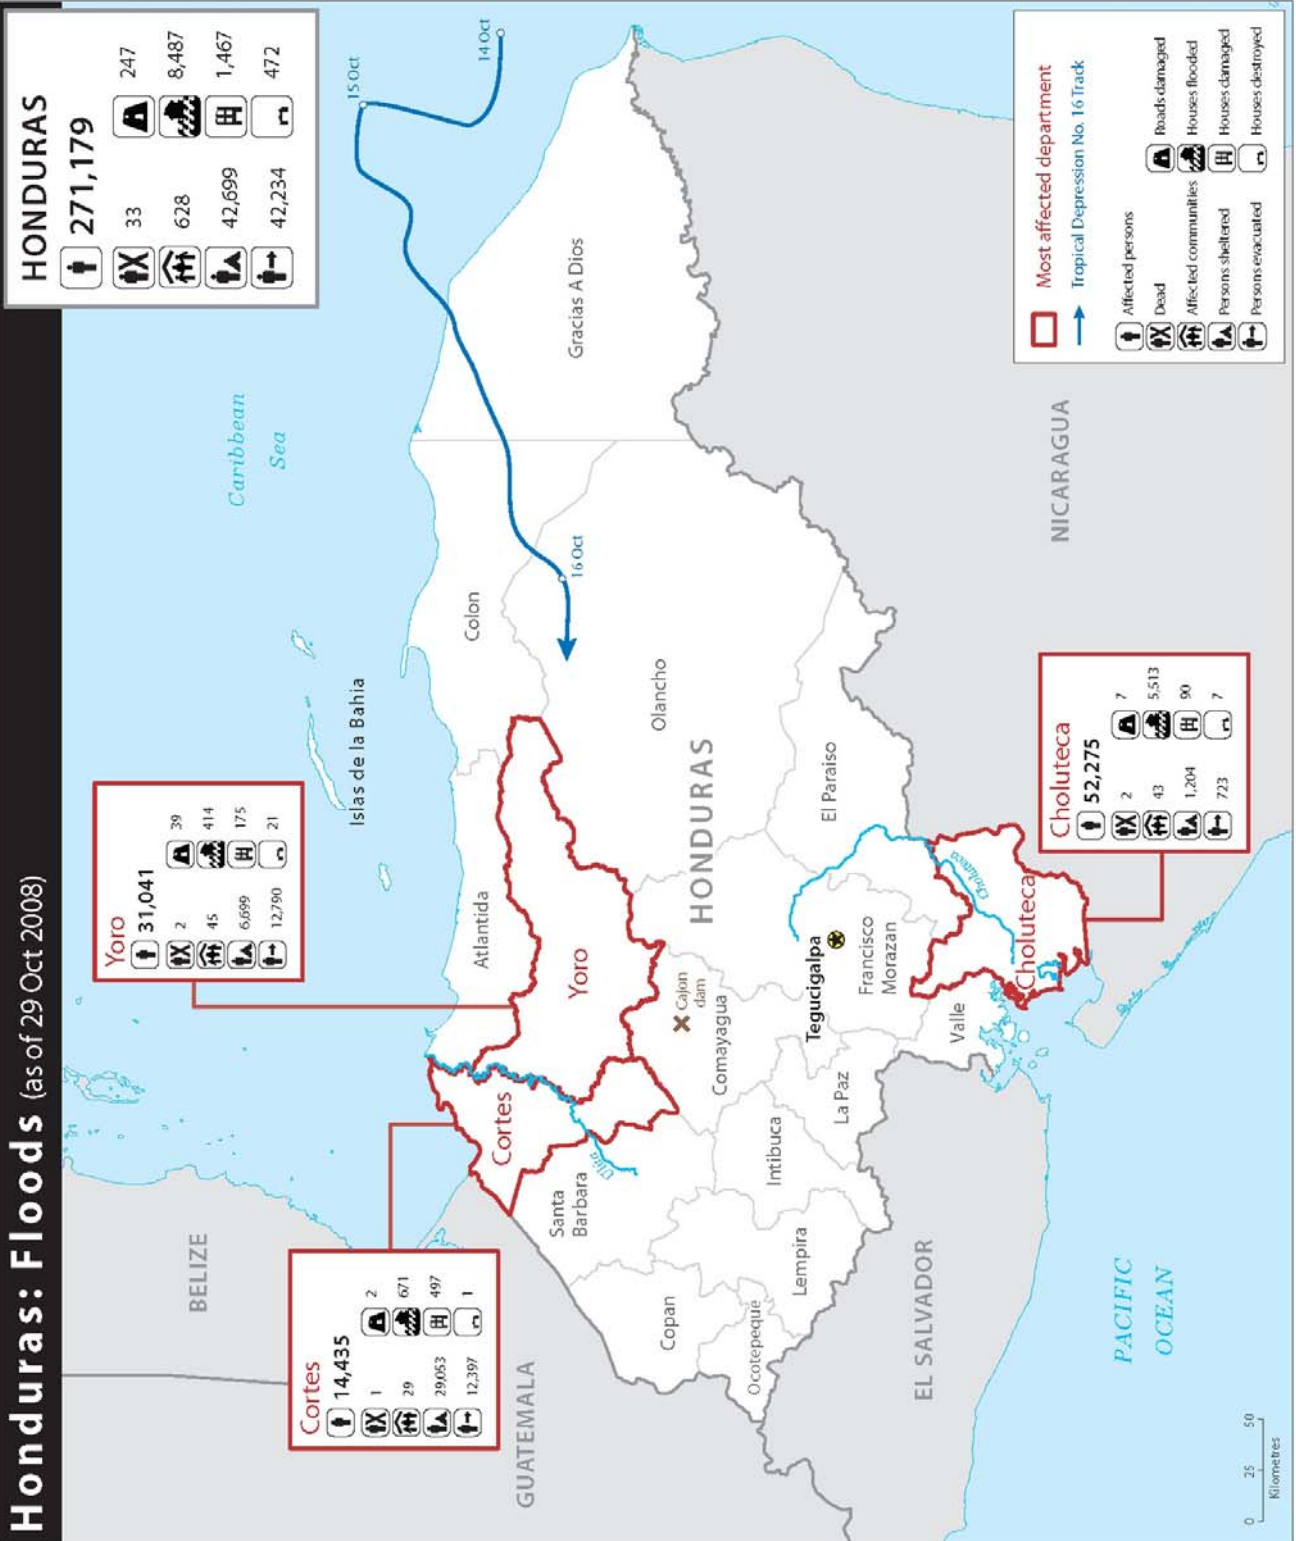 Honduras: Floods (as of 29 Oct 2008)
HONDURAS
271,179
33 247
628 8,487
42,699 1,467
42,234 472
Yoro
31,041
2 39
45 414
6,699 175
12,790 21
Cortes
14,435
1 2
29 671
29,053 497
12,397 1
Choluteca
52,275
2 7
43 5,513
1,204 90
723 7
14 Oct
15 Oct
16 Oct
Caribbean
Sea
BELIZE
GUATEMALA
EL SALVADOR
NICARAGUA
HONDURAS
PACIFIC
OCEAN
Islas de la Bahia
Atlantida
Colon
Gracias A Dios
Cortes
Yoro
Olancho
Santa
Barbara
Ulúa
Cajon
dam
Copan
Ocotepeque
Lempira
Intibuca
Comayagua
La Paz
Tegucigalpa
Francisco
Morazan
El Paraiso
Valle
Choluteca
Choluteca
Most affected department
Tropical Depression No. 16 Track
Affected persons
Dead
Affected communities
Persons sheltered
Persons evacuated
Roads damaged
Houses flooded
Houses damaged
Houses destroyed
0 25 50
Kilometres